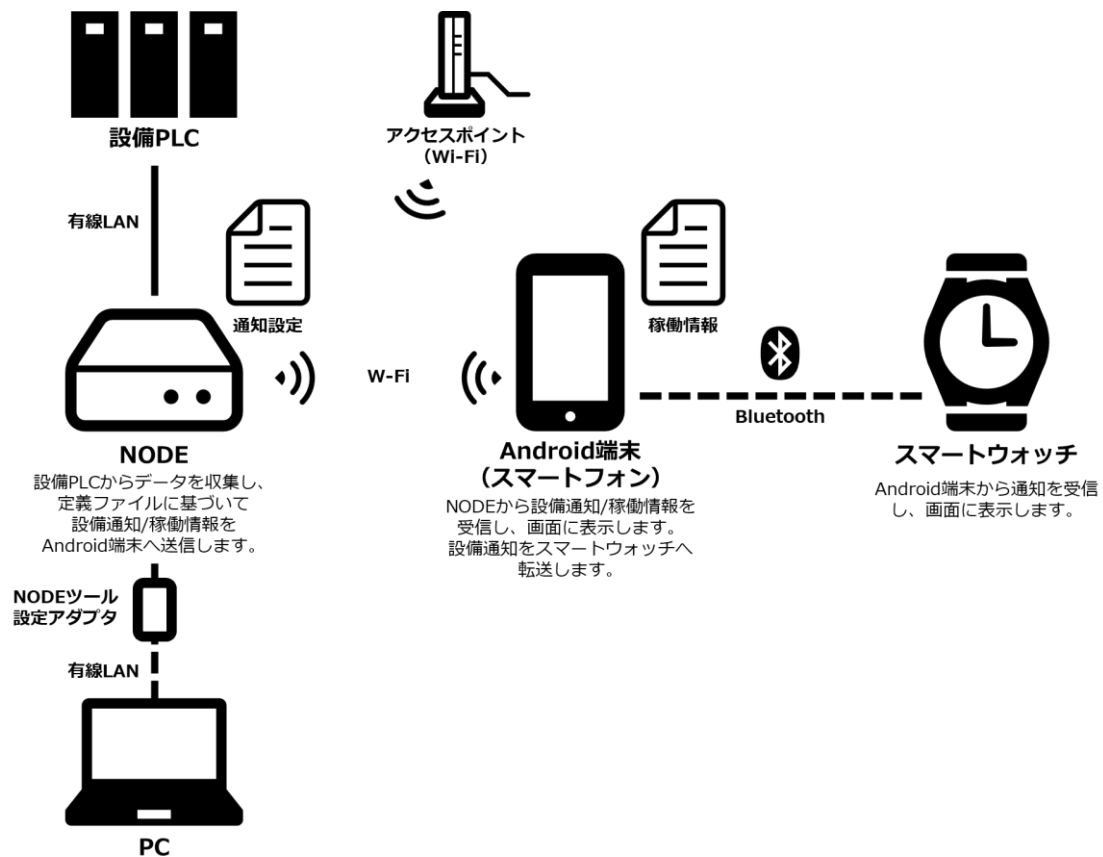 設備PLC
アクセスポイント
（Wi-Fi）
有線LAN
通知設定
稼働情報
W-Fi
Bluetooth
NODE
設備PLCからデータを収集し、
定義ファイルに基づいて
設備通知/稼働情報を
Android端末へ送信します。
Android端末
（スマートフォン）
NODEから設備通知/稼働情報を
受信し、画面に表示します。
設備通知をスマートウォッチへ
転送します。
スマートウォッチ
Android端末から通知を受信
し、画面に表示します。
NODEツール
設定アダプタ
有線LAN
PC